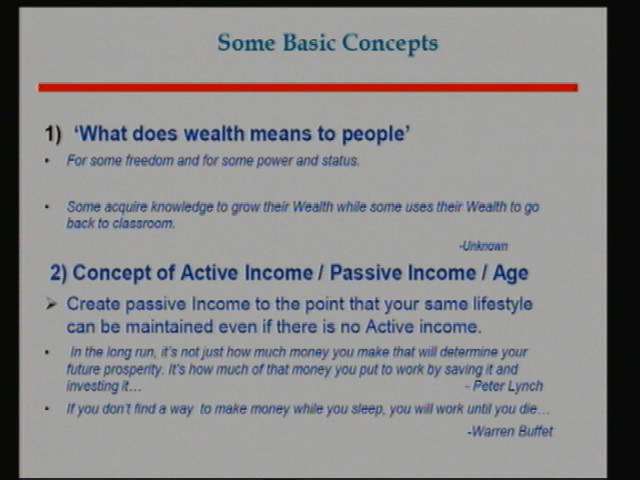 Some Basic Concepts
1) ‘What does wealth means to people’
• For some freedom and for some power and status.
• Some acquire knowledge to grow their Wealth while some uses their Wealth to go
back to classroom.
-Unknown
2) Concept of Active Income / Passive Income / Age
➢ Create passive Income to the point that your same lifestyle
can be maintained even if there is no Active income.
• In the long run, it's not just how much money you make that will determine your
future prosperity. It's how much of that money you put to work by saving it and
investing it… - Peter Lynch
• If you don't find a way to make money while you sleep, you will work until you die…
-Warren Buffet